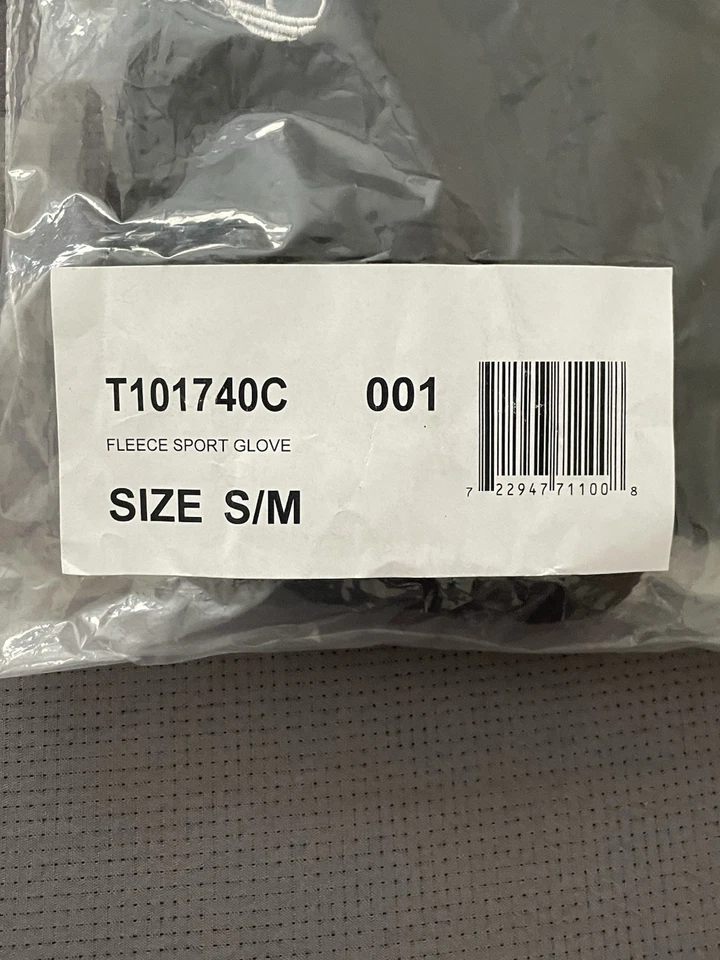 T101740C 001
FLEECE SPORT GLOVE
SIZE S/M
7 22947 71100 8